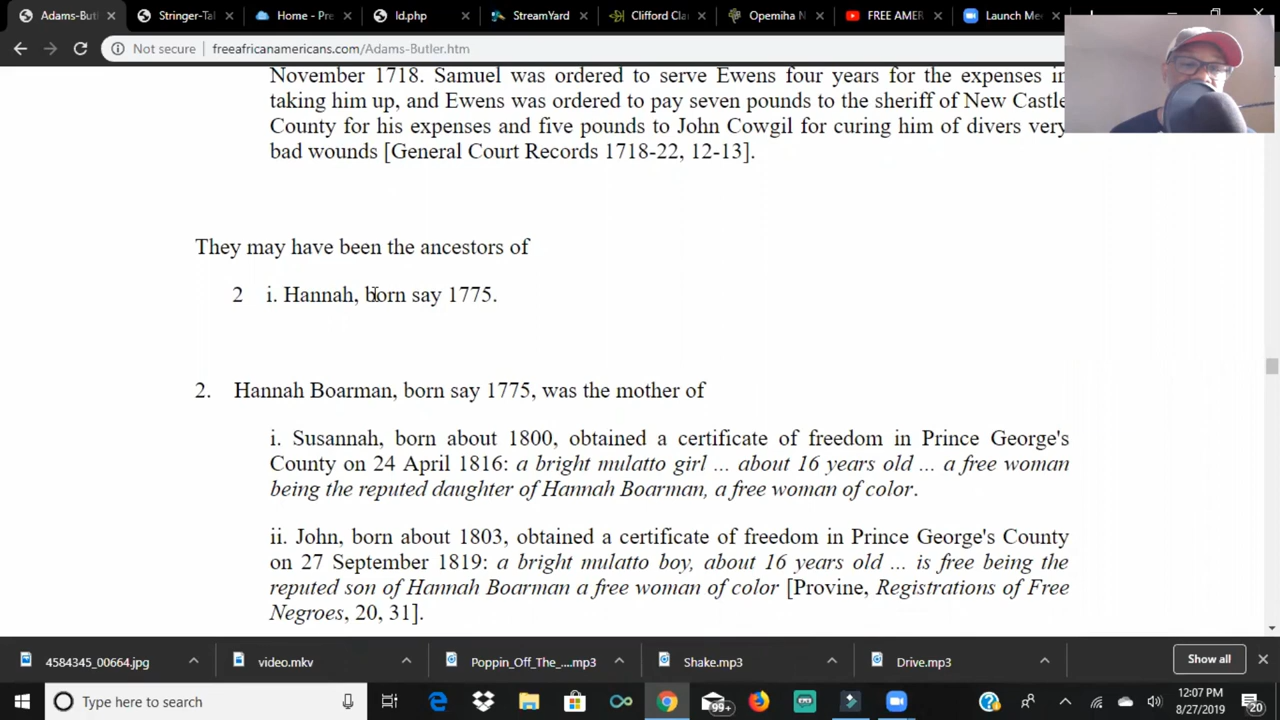 Adams-Butler
Stringer-Tal
Home - Pre
ld.php
StreamYard
Clifford Cla
Opemiha N
FREE AMER
Launch Me
Not secure
freeafricanamericans.com/Adams-Butler.htm
November 1718. Samuel was ordered to serve Ewens four years for the expenses in
taking him up, and Ewens was ordered to pay seven pounds to the sheriff of New Castle
County for his expenses and five pounds to John Cowgil for curing him of divers very
bad wounds [General Court Records 1718-22, 12-13].
They may have been the ancestors of
2 i. Hannah, born say 1775.
2. Hannah Boarman, born say 1775, was the mother of
i. Susannah, born about 1800, obtained a certificate of freedom in Prince George's
County on 24 April 1816: a bright mulatto girl ... about 16 years old ... a free woman
being the reputed daughter of Hannah Boarman, a free woman of color.
ii. John, born about 1803, obtained a certificate of freedom in Prince George's County
on 27 September 1819: a bright mulatto boy, about 16 years old ... is free being the
reputed son of Hannah Boarman a free woman of color [Provine, Registrations of Free
Negroes, 20, 31].
4584345_00664.jpg
video.mkv
Poppin_Off_The_....mp3
Shake.mp3
Drive.mp3
Show all
Type here to search
99+
12:07 PM
8/27/2019
20